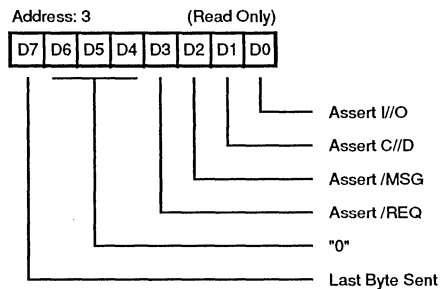 Address: 3 (Read Only)
D7 D6 D5 D4 D3 D2 D1 D0
Assert I//O
Assert C//D
Assert /MSG
Assert /REQ
"0"
Last Byte Sent